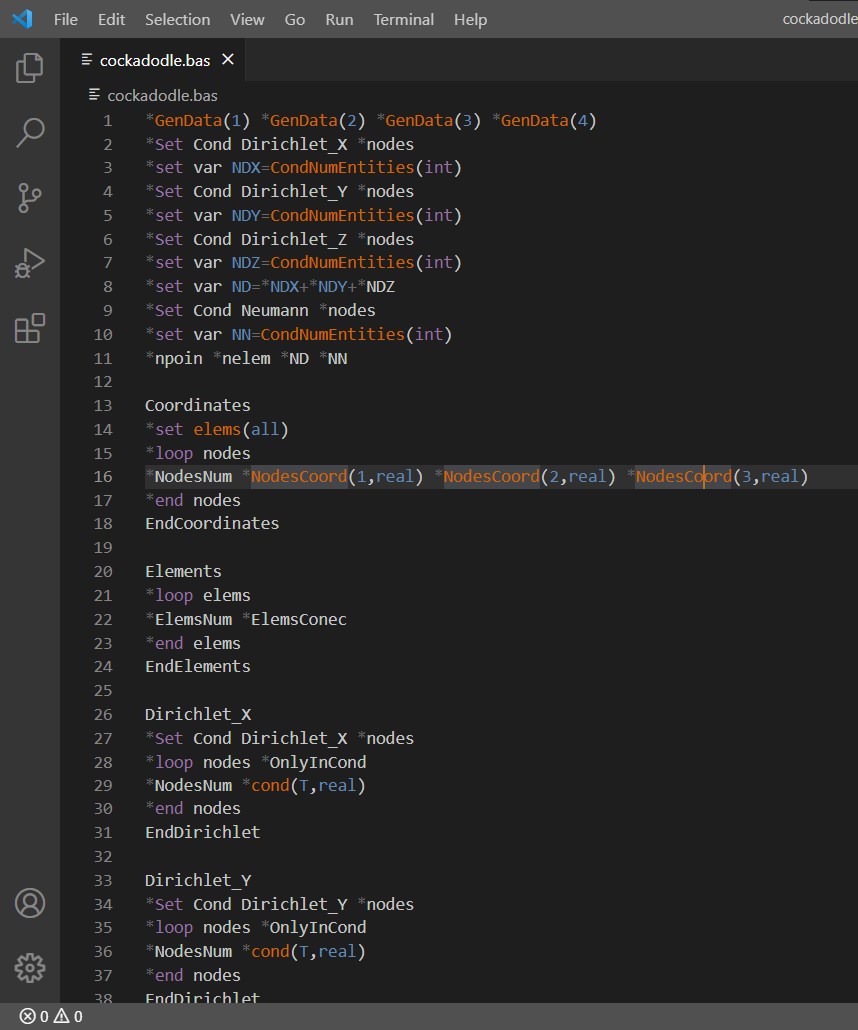 File Edit Selection View Go Run Terminal Help cockadodle
cockadodle.bas
cockadodle.bas
1 *GenData(1) *GenData(2) *GenData(3) *GenData(4)
2 *Set Cond Dirichlet_X *nodes
3 *set var NDX=CondNumEntities(int)
4 *Set Cond Dirichlet_Y *nodes
5 *set var NDY=CondNumEntities(int)
6 *Set Cond Dirichlet_Z *nodes
7 *set var NDZ=CondNumEntities(int)
8 *set var ND=*NDX+*NDY+*NDZ
9 *Set Cond Neumann *nodes
10 *set var NN=CondNumEntities(int)
11 *npoin *nelem *ND *NN
12
13 Coordinates
14 *set elems(all)
15 *loop nodes
16 *NodesNum *NodesCoord(1,real) *NodesCoord(2,real) *NodesCoord(3,real)
17 *end nodes
18 EndCoordinates
19
20 Elements
21 *loop elems
22 *ElemsNum *ElemsConec
23 *end elems
24 EndElements
25
26 Dirichlet_X
27 *Set Cond Dirichlet_X *nodes
28 *loop nodes *OnlyInCond
29 *NodesNum *cond(T,real)
30 *end nodes
31 EndDirichlet
32
33 Dirichlet_Y
34 *Set Cond Dirichlet_Y *nodes
35 *loop nodes *OnlyInCond
36 *NodesNum *cond(T,real)
37 *end nodes
38 EndDirichlet
0 0